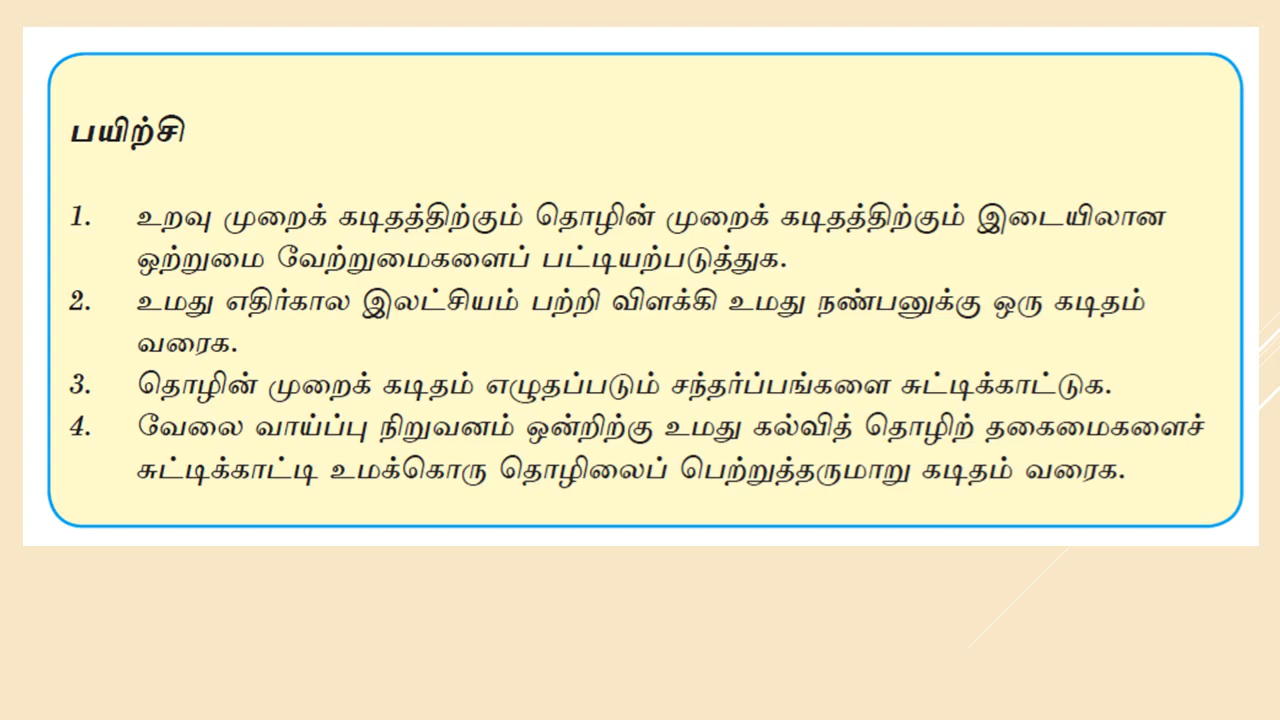 பயிற்சி
1. உறவு முறைக் கடிதத்திற்கும் தொழின் முறைக் கடிதத்திற்கும் இடையிலான
ஒற்றுமை வேற்றுமைகளைப் பட்டியற்படுத்துக.
2. உமது எதிர்கால இலட்சியம் பற்றி விளக்கி உமது நண்பனுக்கு ஒரு கடிதம்
வரைக.
3. தொழின் முறைக் கடிதம் எழுதப்படும் சந்தர்ப்பங்களை சுட்டிக்காட்டுக.
4. வேலை வாய்ப்பு நிறுவனம் ஒன்றிற்கு உமது கல்வித் தொழிற் தகைமைகளைச்
சுட்டிக்காட்டி உமக்கொரு தொழிலைப் பெற்றுத்தருமாறு கடிதம் வரைக.